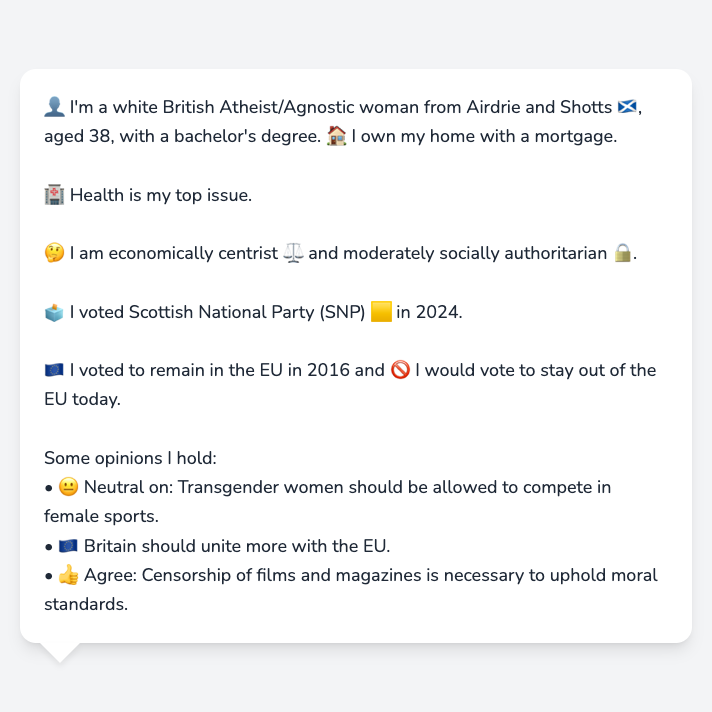 👤 I'm a white British Atheist/Agnostic woman from Airdrie and Shotts 🏴󠁧󠁢󠁳󠁣󠁴󠁿,
aged 38, with a bachelor's degree. 🏠 I own my home with a mortgage.
🏥 Health is my top issue.
🤔 I am economically centrist ⚖️ and moderately socially authoritarian 🔒.
🗳️ I voted Scottish National Party (SNP) 🟨 in 2024.
🇪🇺 I voted to remain in the EU in 2016 and 🚫 I would vote to stay out of the
EU today.
Some opinions I hold:
• 😐 Neutral on: Transgender women should be allowed to compete in
female sports.
• 🇪🇺 Britain should unite more with the EU.
• 👍 Agree: Censorship of films and magazines is necessary to uphold moral
standards.